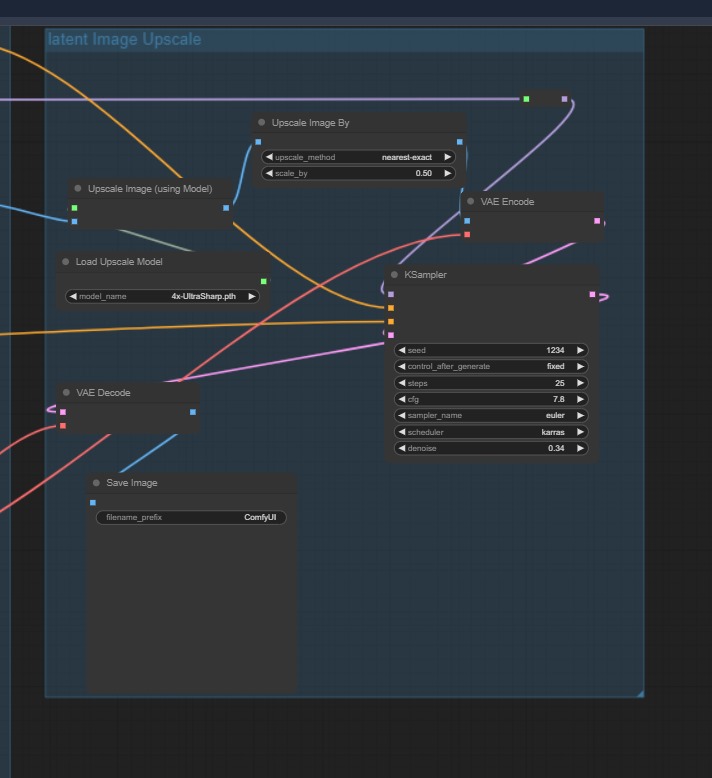 latent Image Upscale
Upscale Image By
upscale_method nearest-exact
scale_by 0.50
Upscale Image (using Model)
VAE Encode
Load Upscale Model
model_name 4x-UltraSharp.pth
KSampler
seed 1234
control_after_generate fixed
steps 25
cfg 7.8
sampler_name euler
scheduler karras
denoise 0.34
VAE Decode
Save Image
filename_prefix ComfyUI